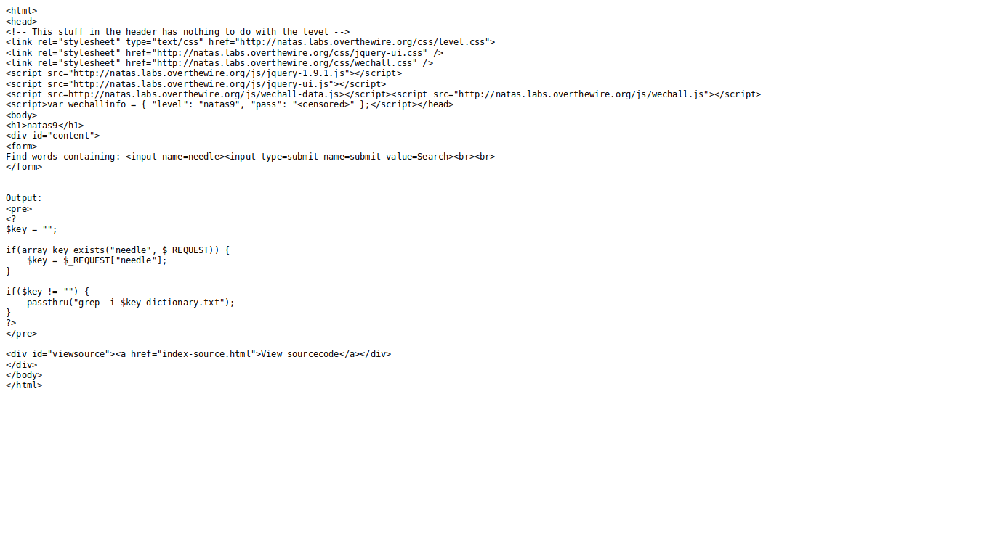 <html>
<head>
<!-- This stuff in the header has nothing to do with the level -->
<link rel="stylesheet" type="text/css" href="http://natas.labs.overthewire.org/css/level.css">
<link rel="stylesheet" href="http://natas.labs.overthewire.org/css/jquery-ui.css" />
<link rel="stylesheet" href="http://natas.labs.overthewire.org/css/wechall.css" />
<script src="http://natas.labs.overthewire.org/js/jquery-1.9.1.js"></script>
<script src="http://natas.labs.overthewire.org/js/jquery-ui.js"></script>
<script src=http://natas.labs.overthewire.org/js/wechall-data.js></script><script src="http://natas.labs.overthewire.org/js/wechall.js"></script>
<script>var wechallinfo = { "level": "natas9", "pass": "<censored>" };</script></head>
<body>
<h1>natas9</h1>
<div id="content">
<form>
Find words containing: <input name=needle><input type=submit name=submit value=Search><br><br>
</form>
Output:
<pre>
<?
$key = "";
if(array_key_exists("needle", $_REQUEST)) {
    $key = $_REQUEST["needle"];
}
if($key != "") {
    passthru("grep -i $key dictionary.txt");
}
?>
</pre>
<div id="viewsource"><a href="index-source.html">View sourcecode</a></div>
</div>
</body>
</html>